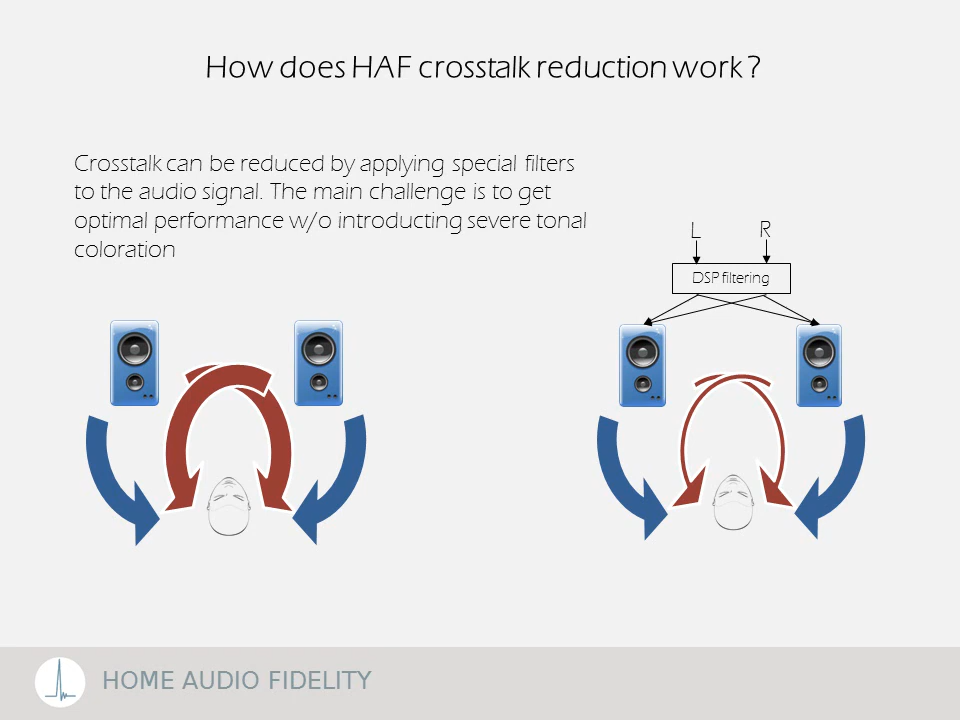 How does HAF crosstalk reduction work ?
Crosstalk can be reduced by applying special filters
to the audio signal. The main challenge is to get
optimal performance w/o introducting severe tonal
coloration
L R
DSP filtering
HOME AUDIO FIDELITY